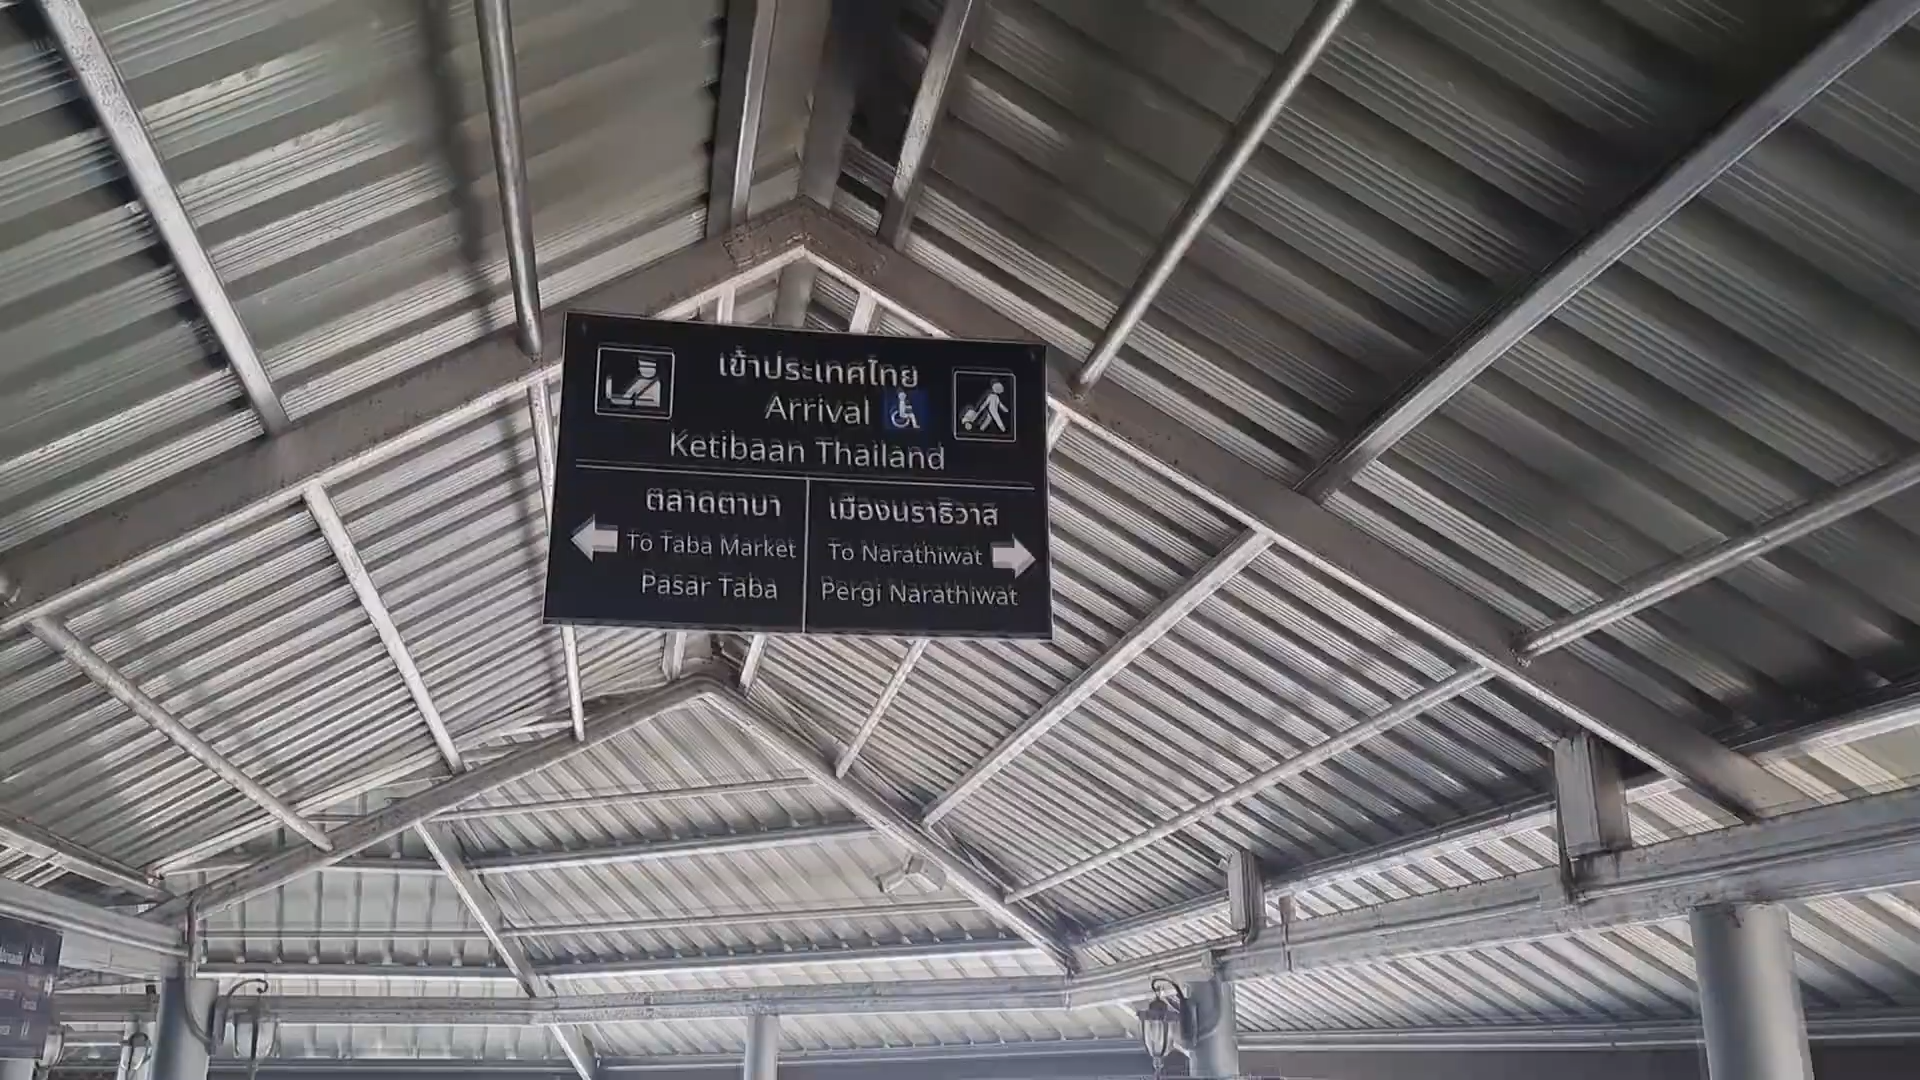 เข้าประเทศไทย
Arrival
Ketibaan Thailand
ตลาดตาบา
To Taba Market
Pasar Taba
เมืองนราธิวาส
To Narathiwat
Pergi Narathiwat